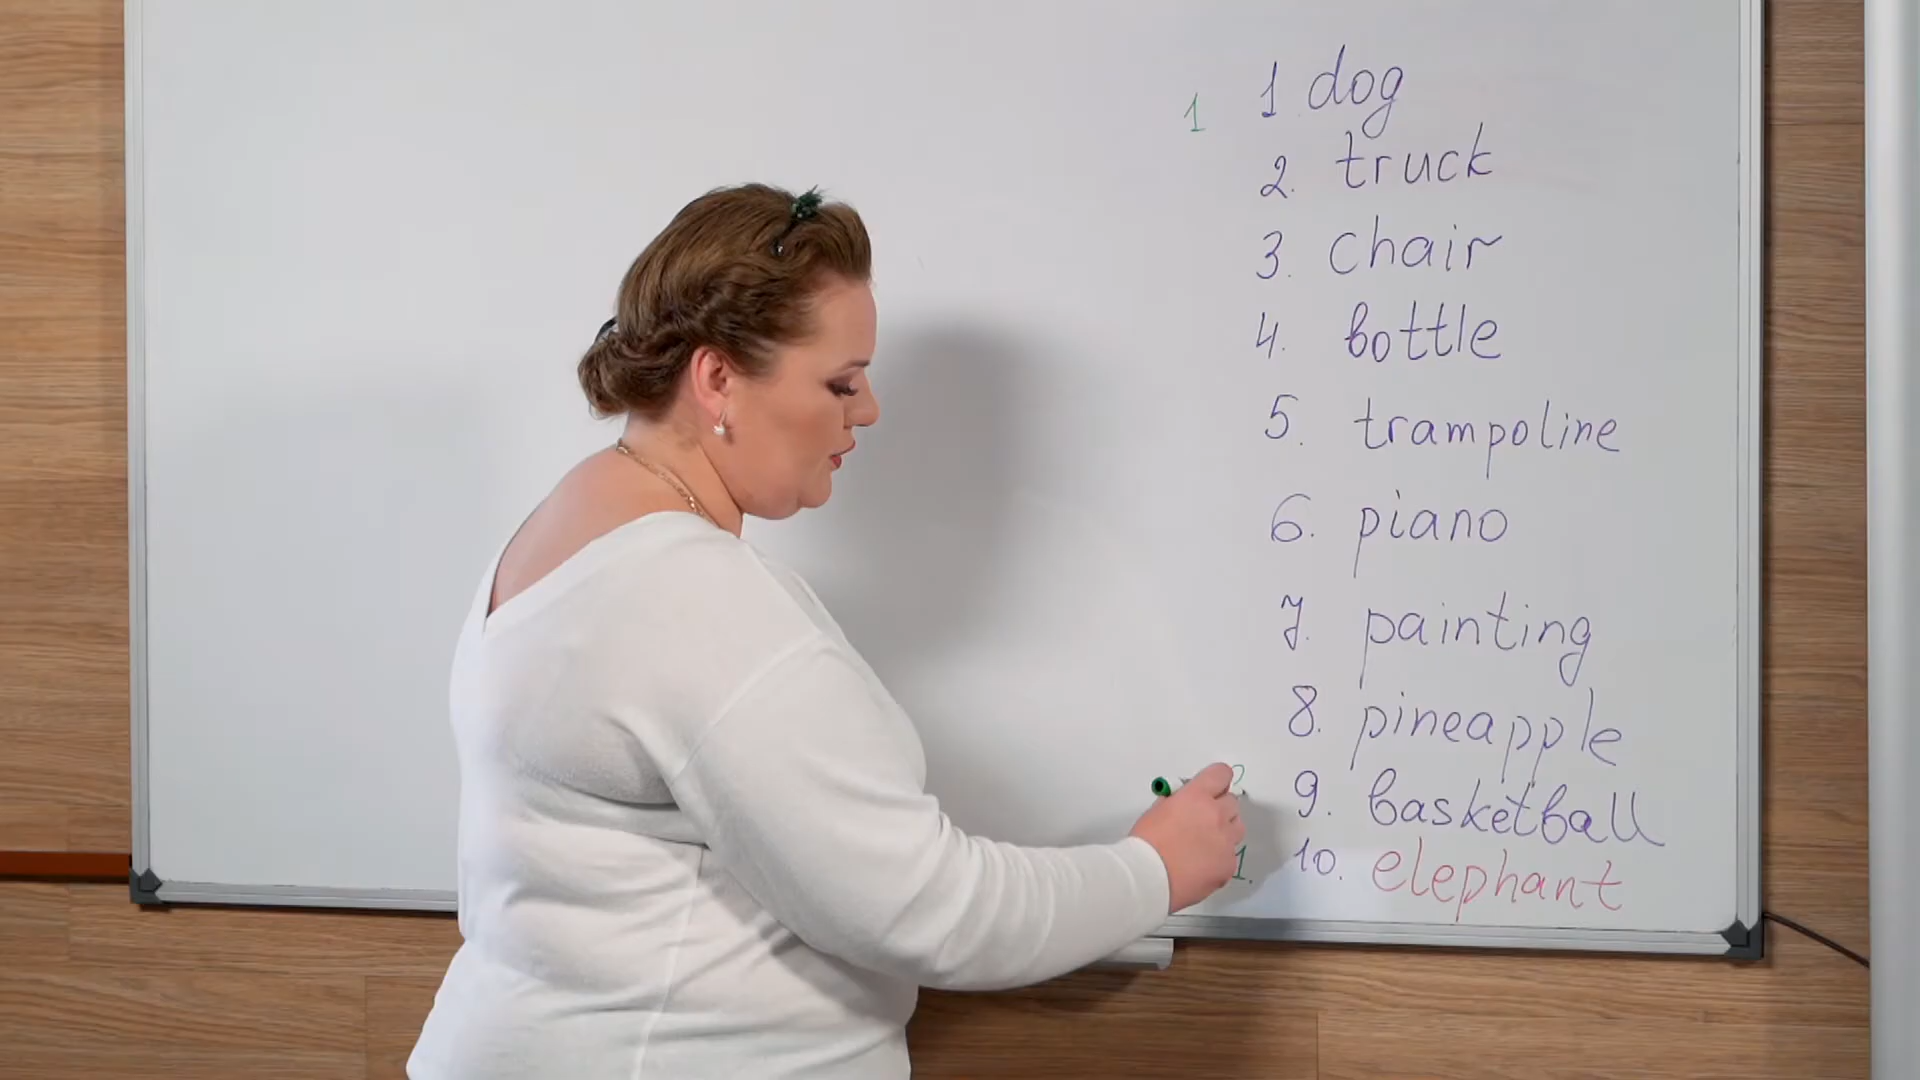 1 1 dog
2. truck
3. chair
4. bottle
5. trampoline
6. piano
7. painting
8. pineapple
2. 9. basketball
1. 10. elephant